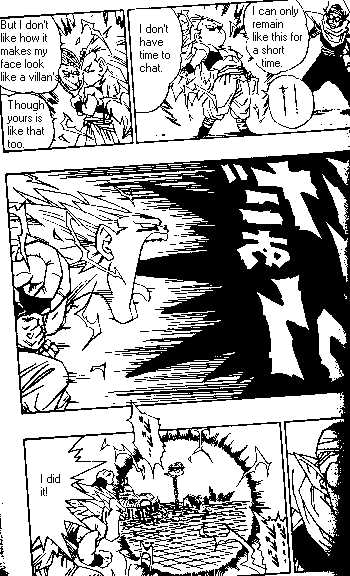 I can only
remain
like this for
a short
time.
!!
I don't
have
time to
chat.
But I don't
like how it
makes my
face look
like a villan's
Though
yours is
like that
too.
I did
it!